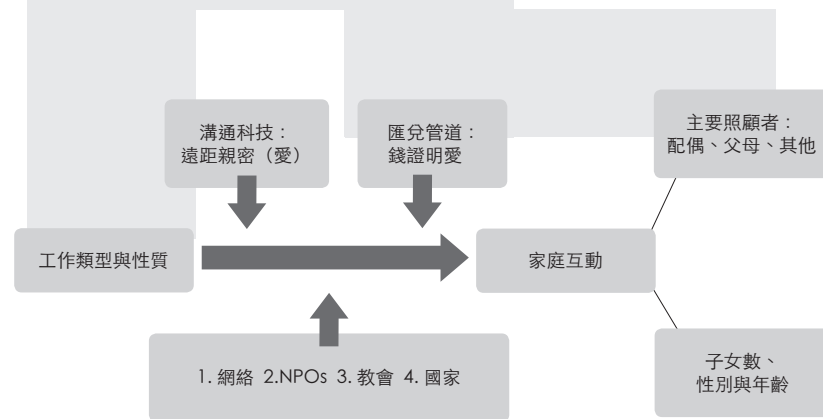 溝通科技：
遠距親密（愛）
匯兌管道：
錢證明愛
主要照顧者：
配偶、父母、其他
工作類型與性質
家庭互動
1. 網絡 2.NPOs 3. 教會 4. 國家
子女數、
性別與年齡